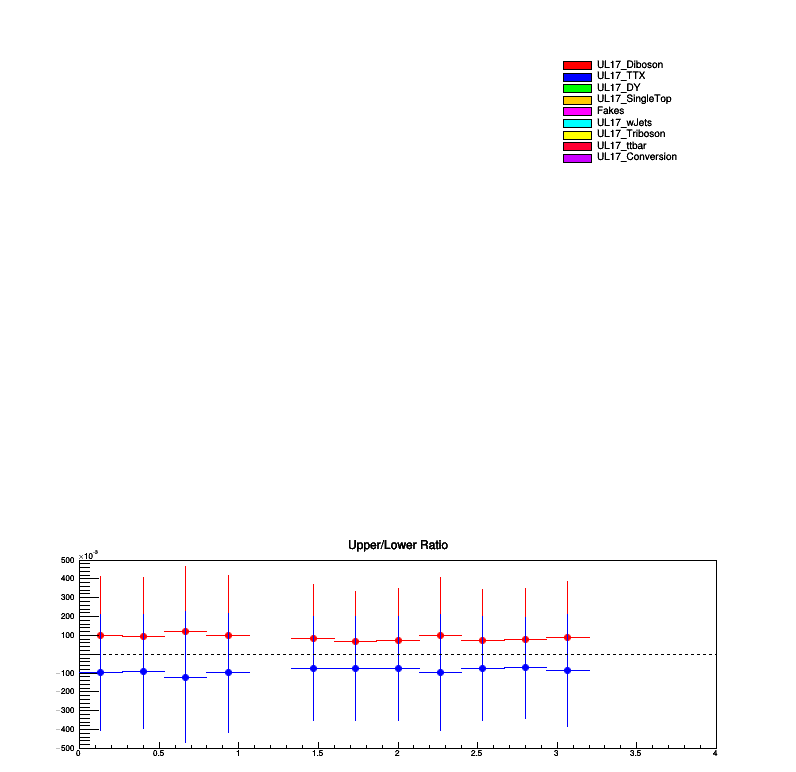 UL17_Diboson
UL17_TTX
UL17_DY
UL17_SingleTop
Fakes
UL17_wJets
UL17_Triboson
UL17_ttbar
UL17_Conversion
Upper/Lower Ratio
×10⁻³
500
400
300
200
100
−100
−200
−300
−400
−500
0 0.5 1 1.5 2 2.5 3 3.5 4